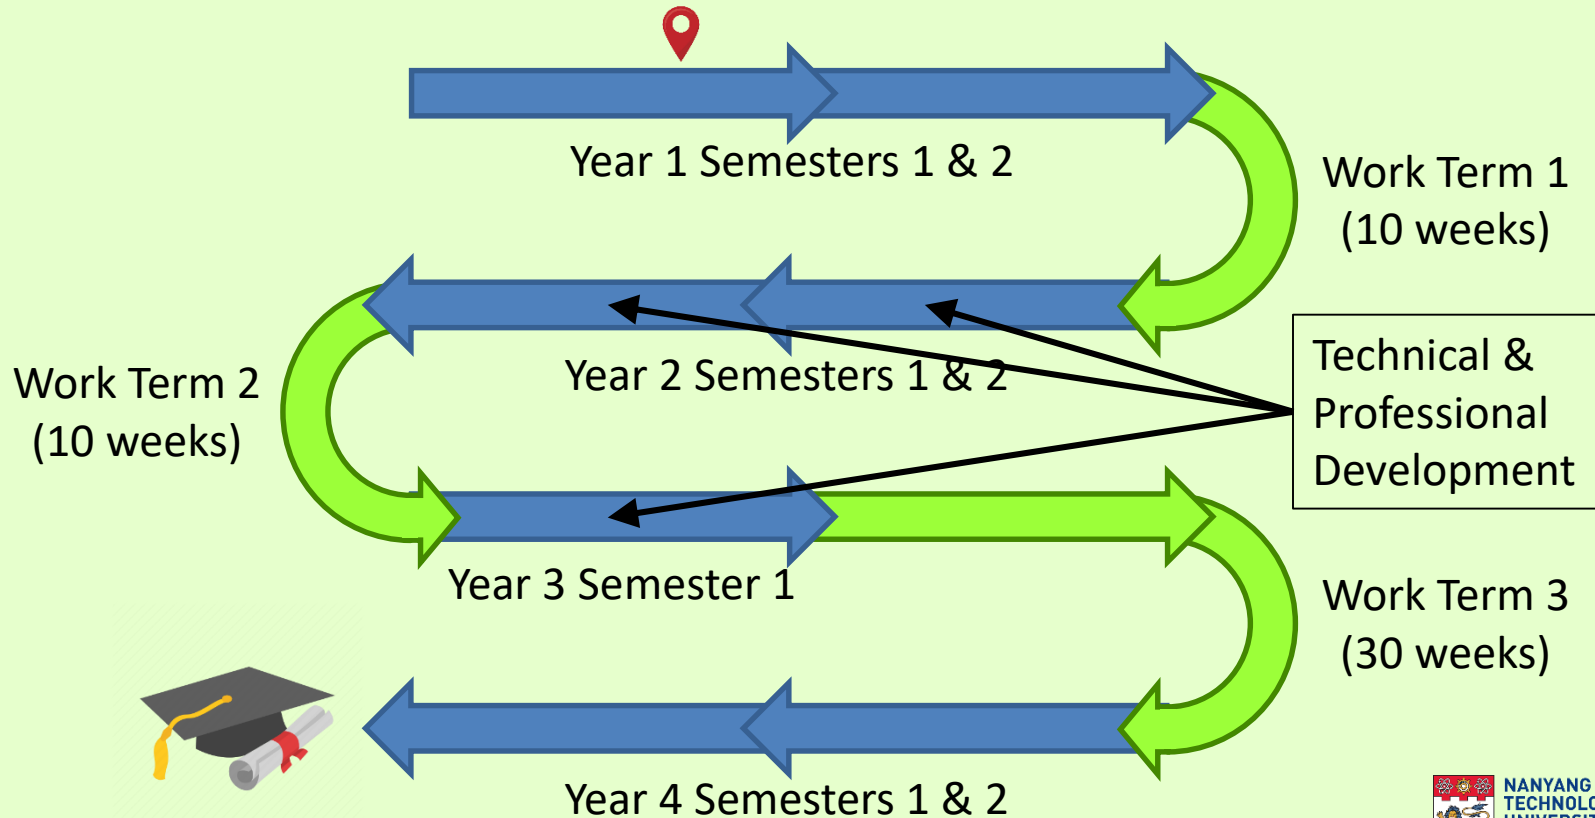 Year 1 Semesters 1 & 2
Work Term 1
(10 weeks)
Year 2 Semesters 1 & 2
Technical &
Professional
Development
Work Term 2
(10 weeks)
Year 3 Semester 1
Work Term 3
(30 weeks)
Year 4 Semesters 1 & 2
NANYANG